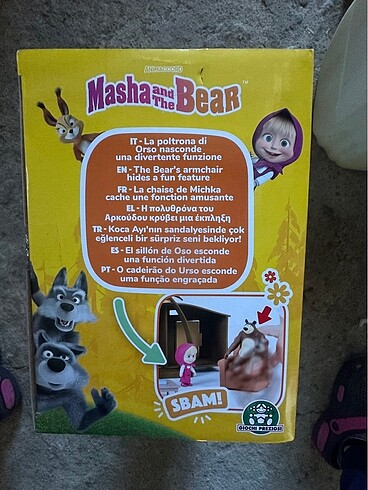 ANIMACCORD
Masha and The Bear™
IT - La poltrona di
Orso nasconde
una divertente funzione
EN - The Bear's armchair
hides a fun feature
FR - La chaise de Michka
cache une fonction amusante
EL - Η πολυθρόνα του
Αρκούδου κρύβει μια έκπληξη
TR - Koca Ayı'nın sandalyesinde çok
eğlenceli bir sürpriz seni bekliyor!
ES - El sillón de Oso esconde
una función divertida
PT - O cadeirão do Urso esconde
uma função engraçada
SBAM!
GIOCHI PREZIOSI